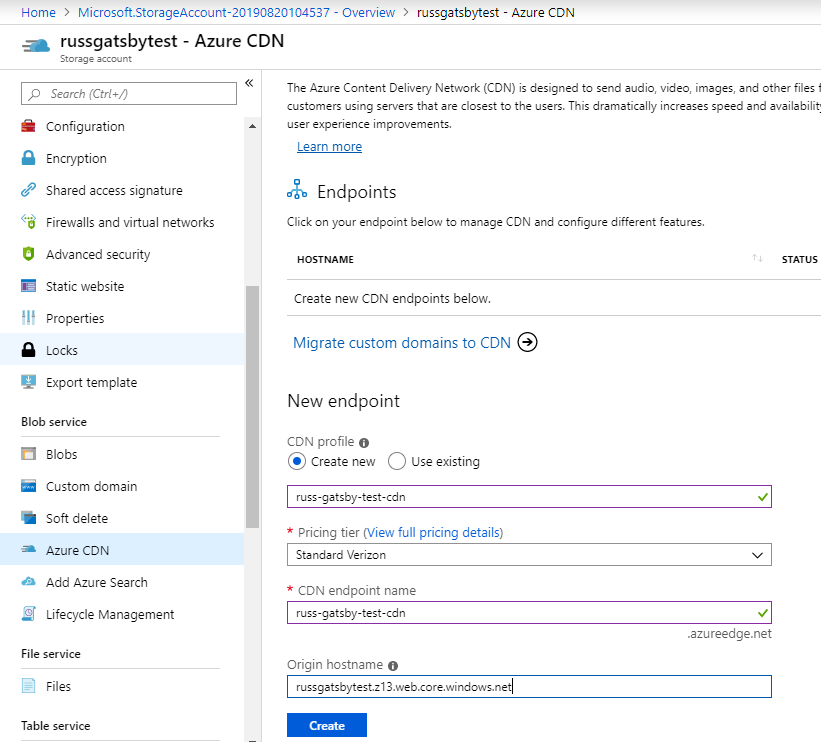 Home > Microsoft.StorageAccount-20190820104537 - Overview > russgatsbytest - Azure CDN
russgatsbytest - Azure CDN
Storage account
Search (Ctrl+/)
«
Configuration
Encryption
Shared access signature
Firewalls and virtual networks
Advanced security
Static website
Properties
Locks
Export template
Blob service
Blobs
Custom domain
Soft delete
Azure CDN
Add Azure Search
Lifecycle Management
File service
Files
Table service
The Azure Content Delivery Network (CDN) is designed to send audio, video, images, and other files f
customers using servers that are closest to the users. This dramatically increases speed and availability
user experience improvements.
Learn more
Endpoints
Click on your endpoint below to manage CDN and configure different features.
HOSTNAME ↑↓ STATUS
Create new CDN endpoints below.
Migrate custom domains to CDN
New endpoint
CDN profile
Create new Use existing
russ-gatsby-test-cdn
* Pricing tier (View full pricing details)
Standard Verizon
* CDN endpoint name
russ-gatsby-test-cdn
.azureedge.net
Origin hostname
russgatsbytest.z13.web.core.windows.net
Create